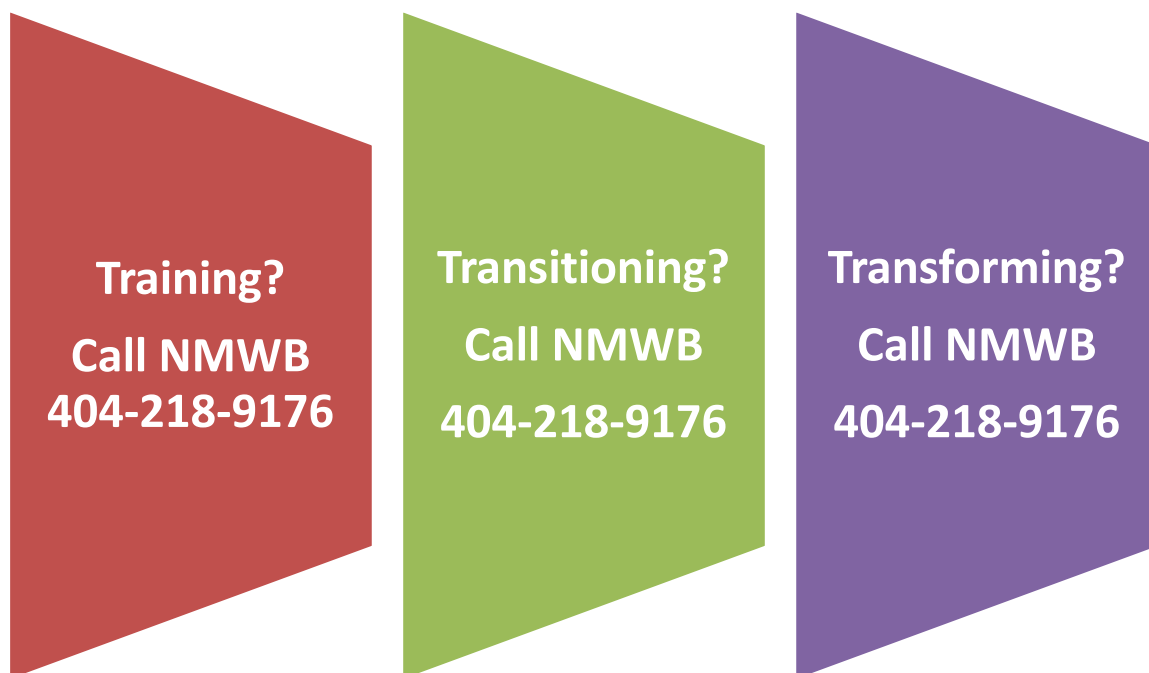 Training?
Call NMWB
404-218-9176
Transitioning?
Call NMWB
404-218-9176
Transforming?
Call NMWB
404-218-9176